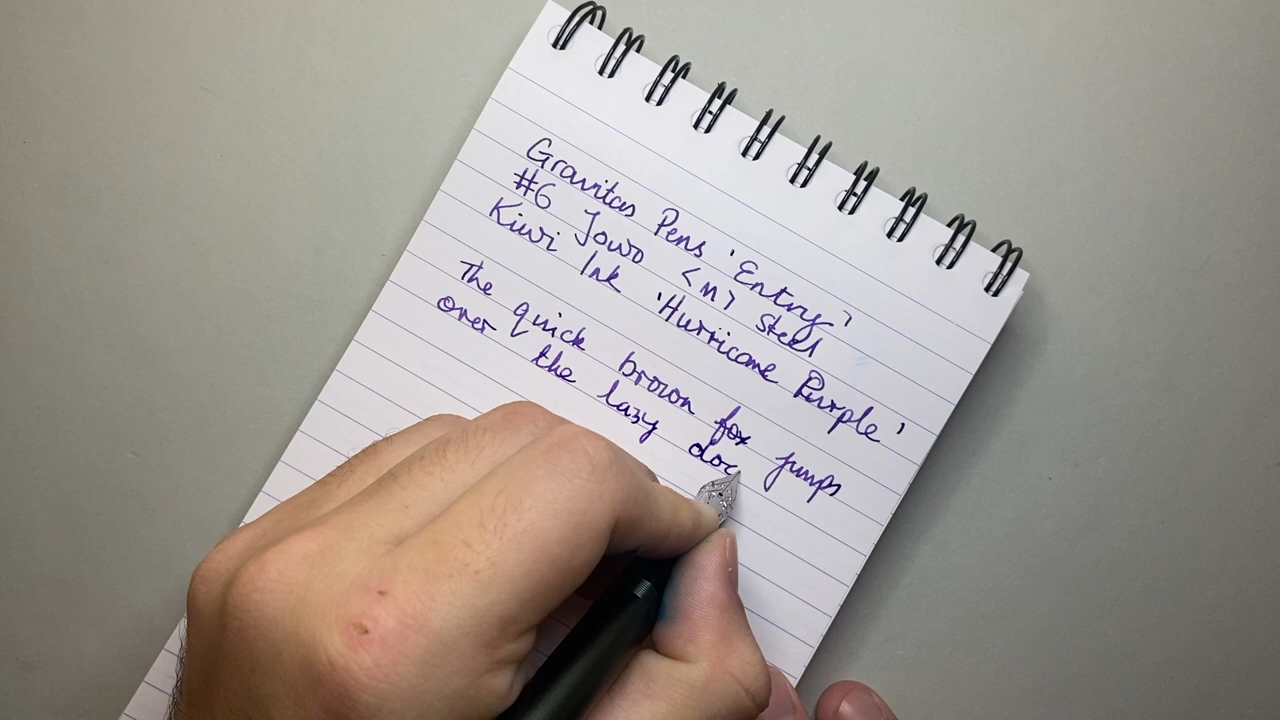 Gravitas Pens 'Entry'
#6 Jowo <M> Steel
Kiwi Ink 'Hurricane Purple'
The quick brown fox jumps
over the lazy dog